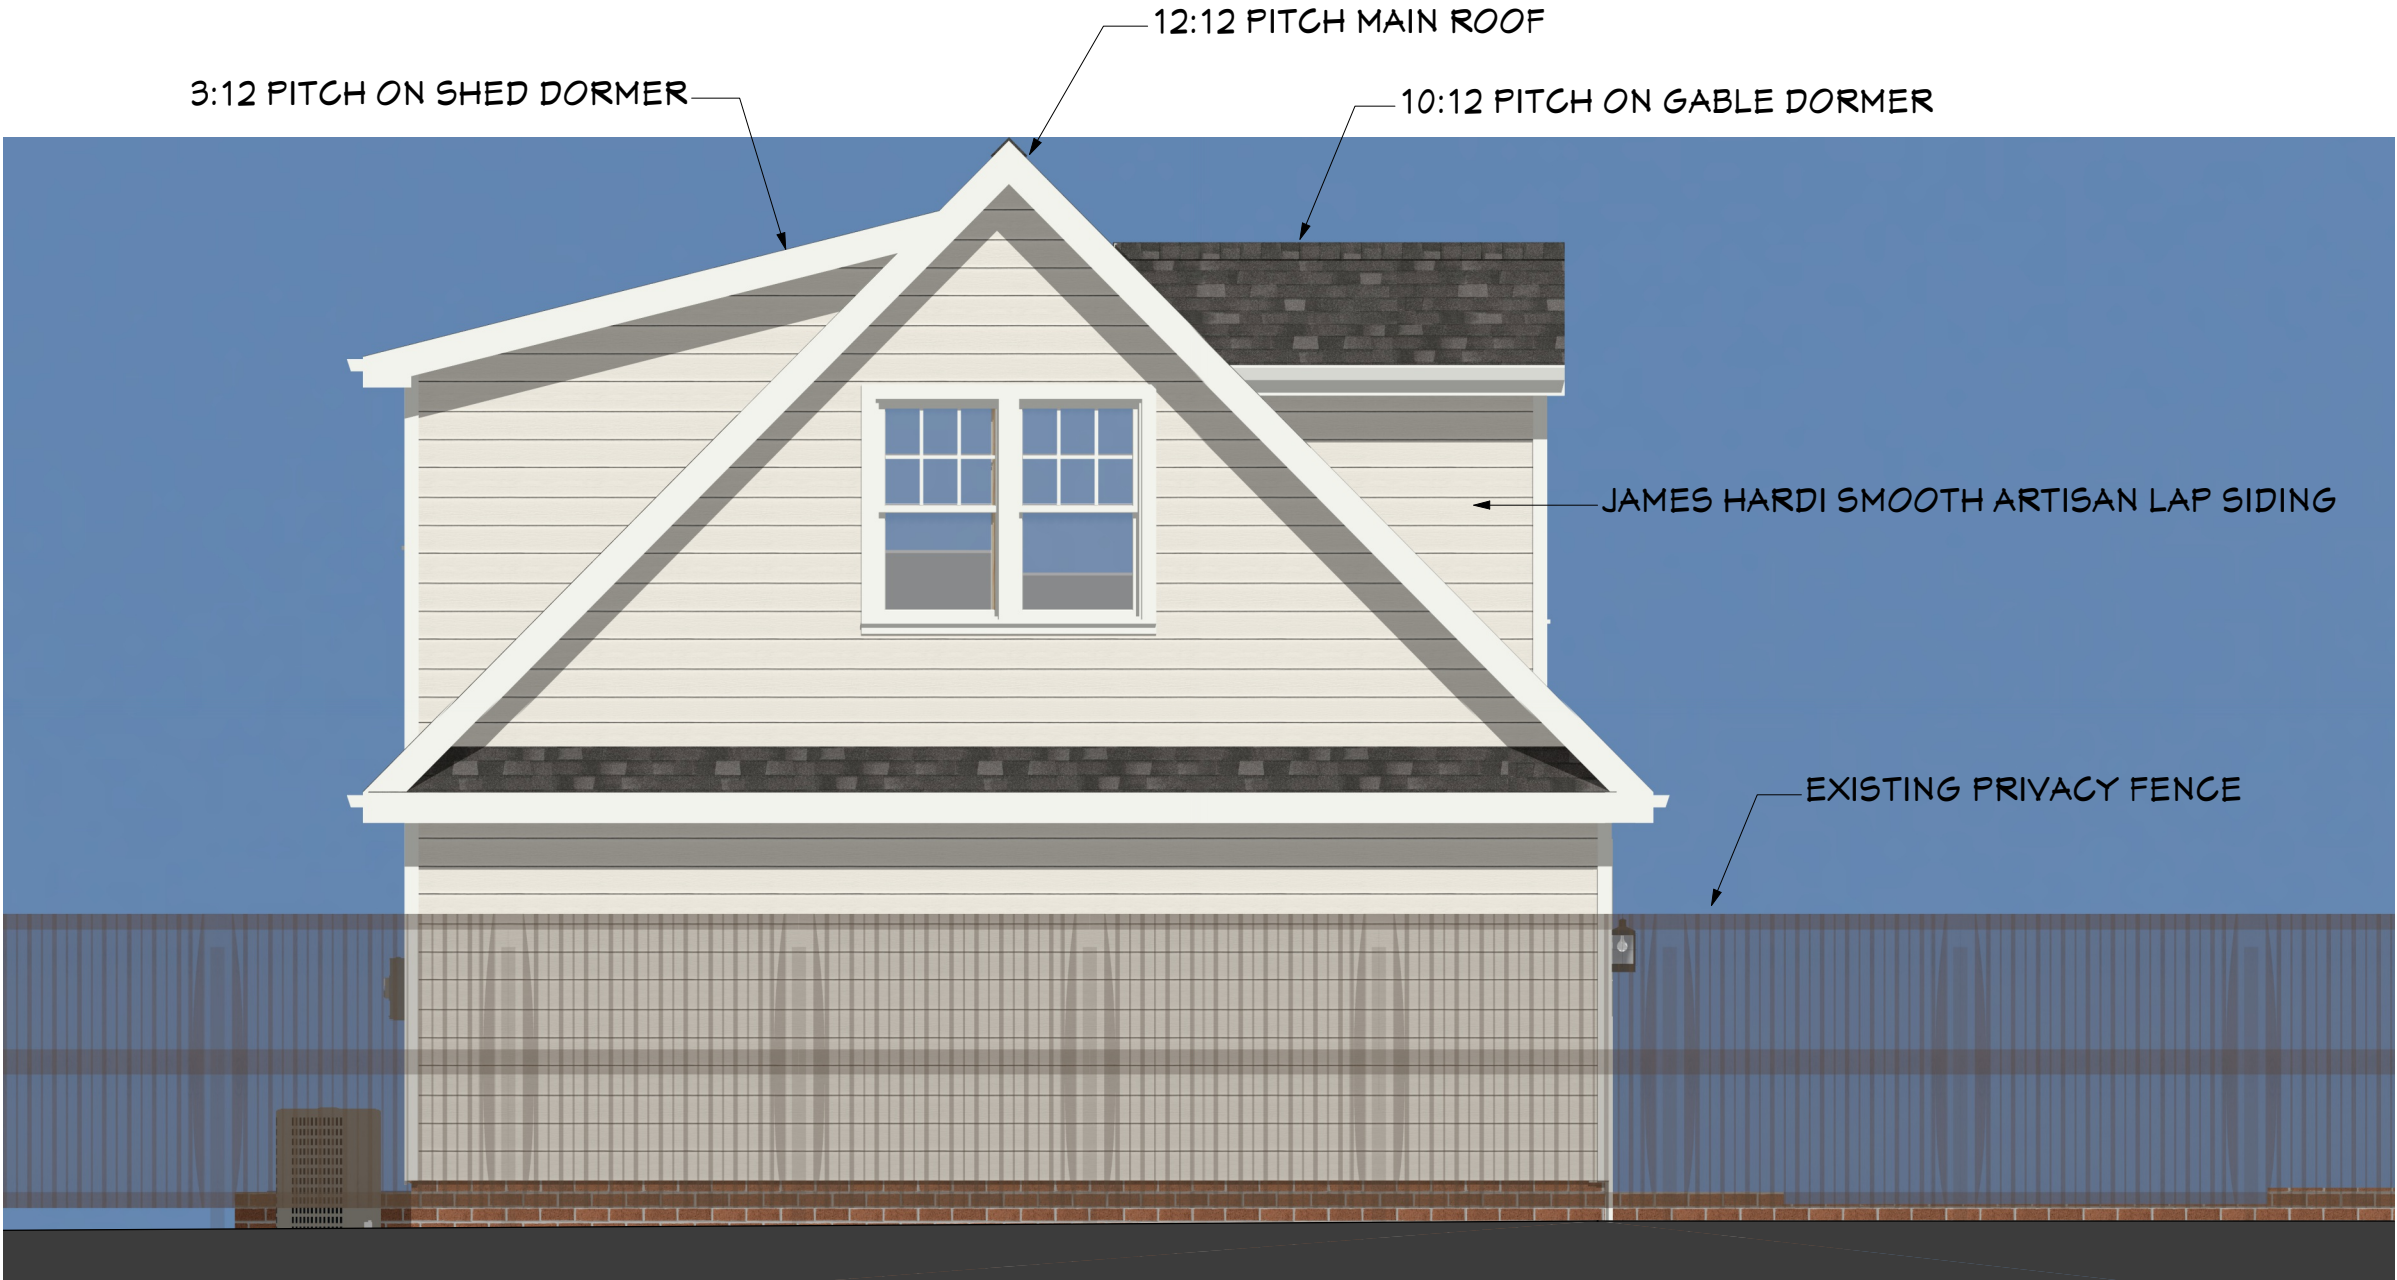 12:12 PITCH MAIN ROOF
3:12 PITCH ON SHED DORMER
10:12 PITCH ON GABLE DORMER
JAMES HARDI SMOOTH ARTISAN LAP SIDING
EXISTING PRIVACY FENCE